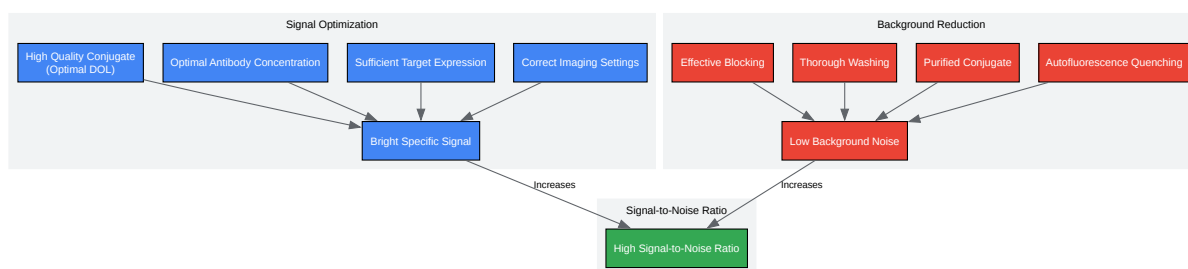 Signal Optimization
Background Reduction
High Quality Conjugate
(Optimal DOL)
Optimal Antibody Concentration
Sufficient Target Expression
Correct Imaging Settings
Effective Blocking
Thorough Washing
Purified Conjugate
Autofluorescence Quenching
Bright Specific Signal
Low Background Noise
Increases
Increases
Signal-to-Noise Ratio
High Signal-to-Noise Ratio